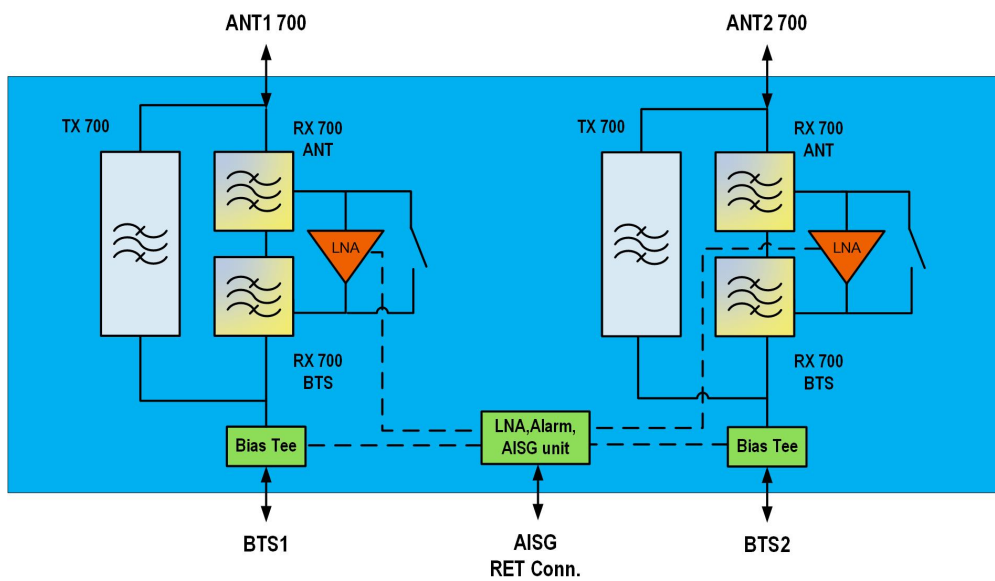 ANT1 700
ANT2 700
TX 700
RX 700
ANT
TX 700
RX 700
ANT
LNA
LNA
RX 700
BTS
RX 700
BTS
Bias Tee
LNA,Alarm,
AISG unit
Bias Tee
BTS1
AISG
RET Conn.
BTS2